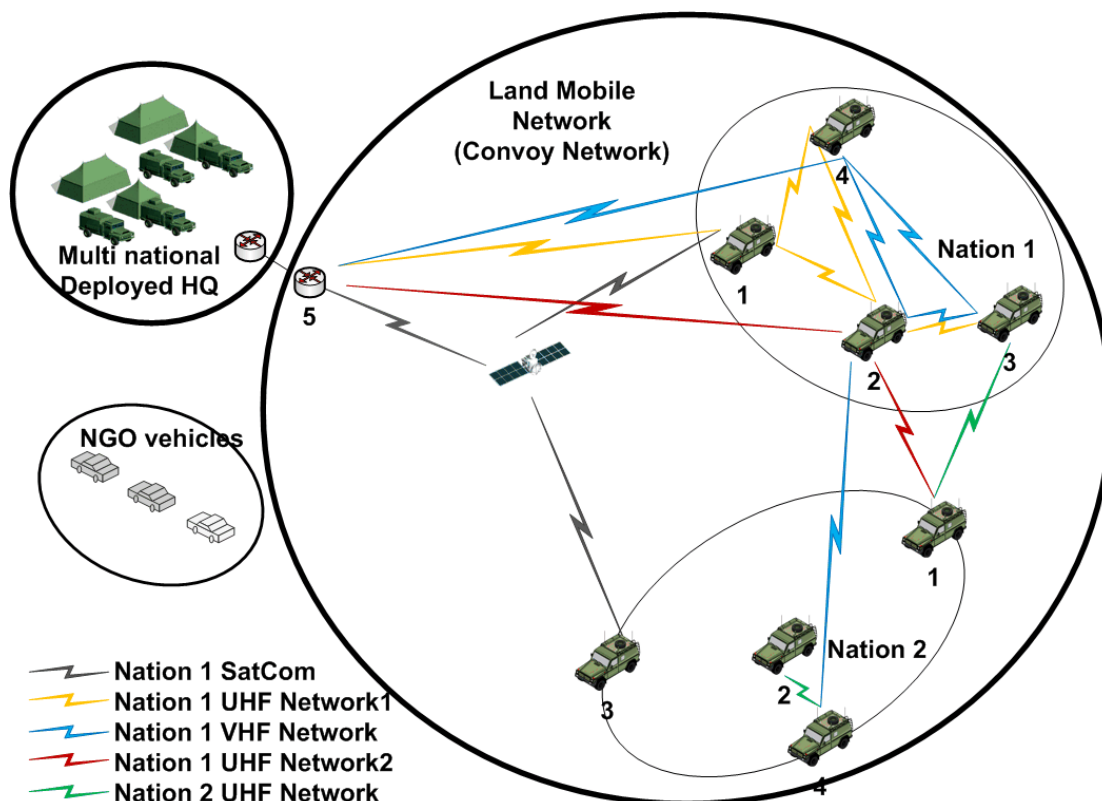 Land Mobile
Network
(Convoy Network)
4
Multi national
Deployed HQ
Nation 1
1
5
2
3
NGO vehicles
1
Nation 2
2
3
4
Nation 1 SatCom
Nation 1 UHF Network1
Nation 1 VHF Network
Nation 1 UHF Network2
Nation 2 UHF Network